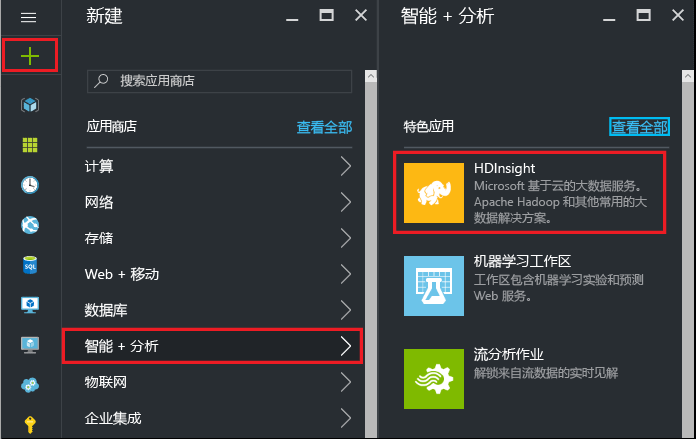 新建
搜索应用商店
应用商店
查看全部
计算
网络
存储
Web + 移动
数据库
智能 + 分析
物联网
企业集成
SQL
智能 + 分析
特色应用
查看全部
HDInsight
Microsoft 基于云的大数据服务。
Apache Hadoop 和其他常用的大
数据解决方案。
机器学习工作区
工作区包含机器学习实验和预测
Web 服务。
流分析作业
解锁来自流数据的实时见解